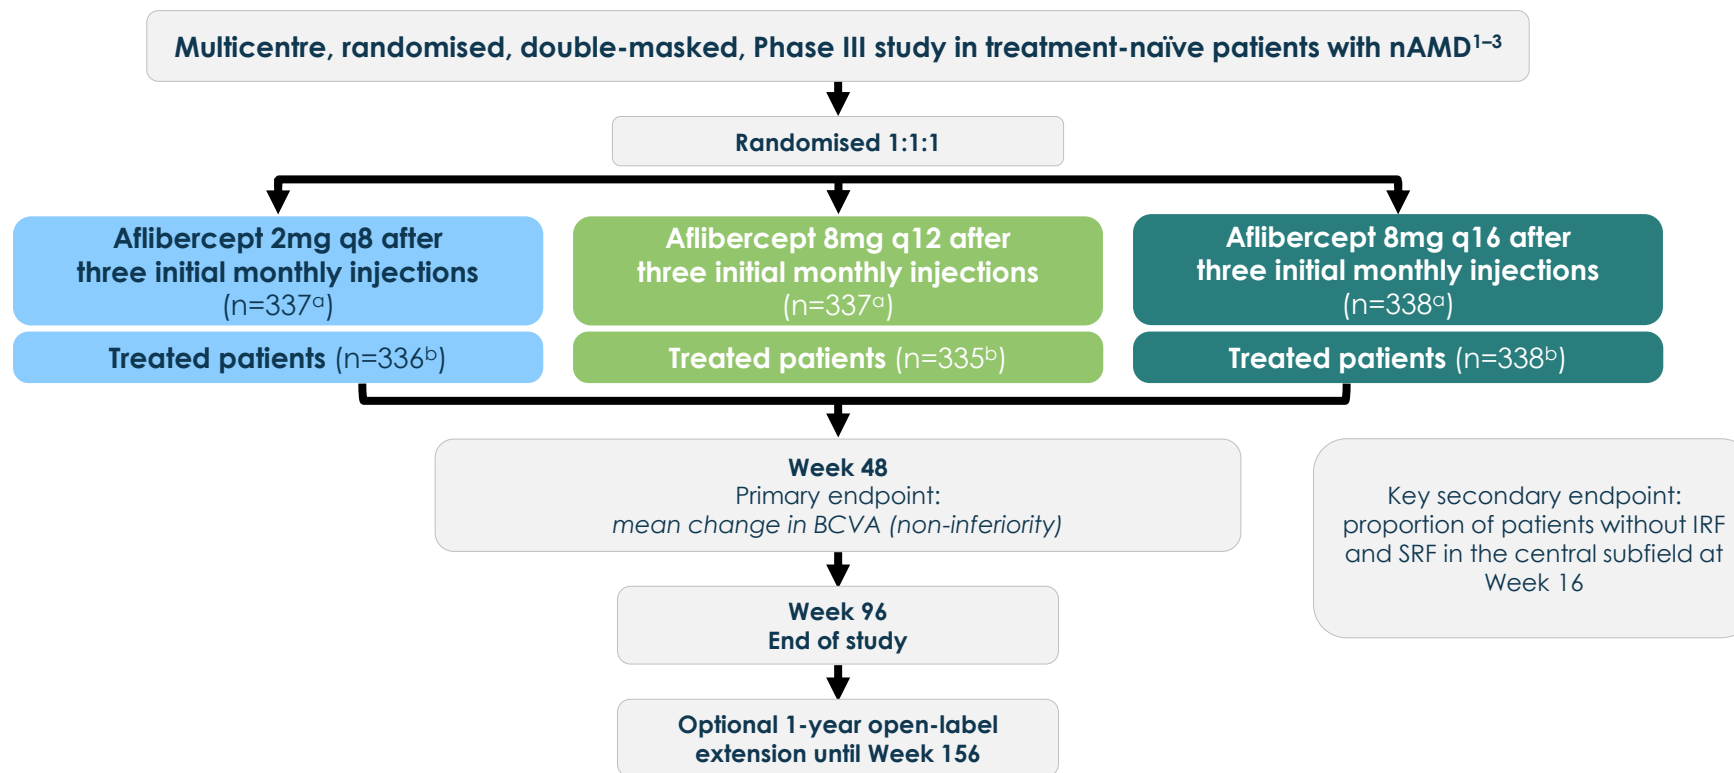 Multicentre, randomised, double-masked, Phase III study in treatment-naïve patients with nAMD¹⁻³
Randomised 1:1:1
Aflibercept 2mg q8 after
three initial monthly injections
(n=337ᵃ)
Treated patients (n=336ᵇ)
Aflibercept 8mg q12 after
three initial monthly injections
(n=337ᵃ)
Treated patients (n=335ᵇ)
Aflibercept 8mg q16 after
three initial monthly injections
(n=338ᵃ)
Treated patients (n=338ᵇ)
Week 48
Primary endpoint:
mean change in BCVA (non-inferiority)
Key secondary endpoint:
proportion of patients without IRF
and SRF in the central subfield at
Week 16
Week 96
End of study
Optional 1-year open-label
extension until Week 156